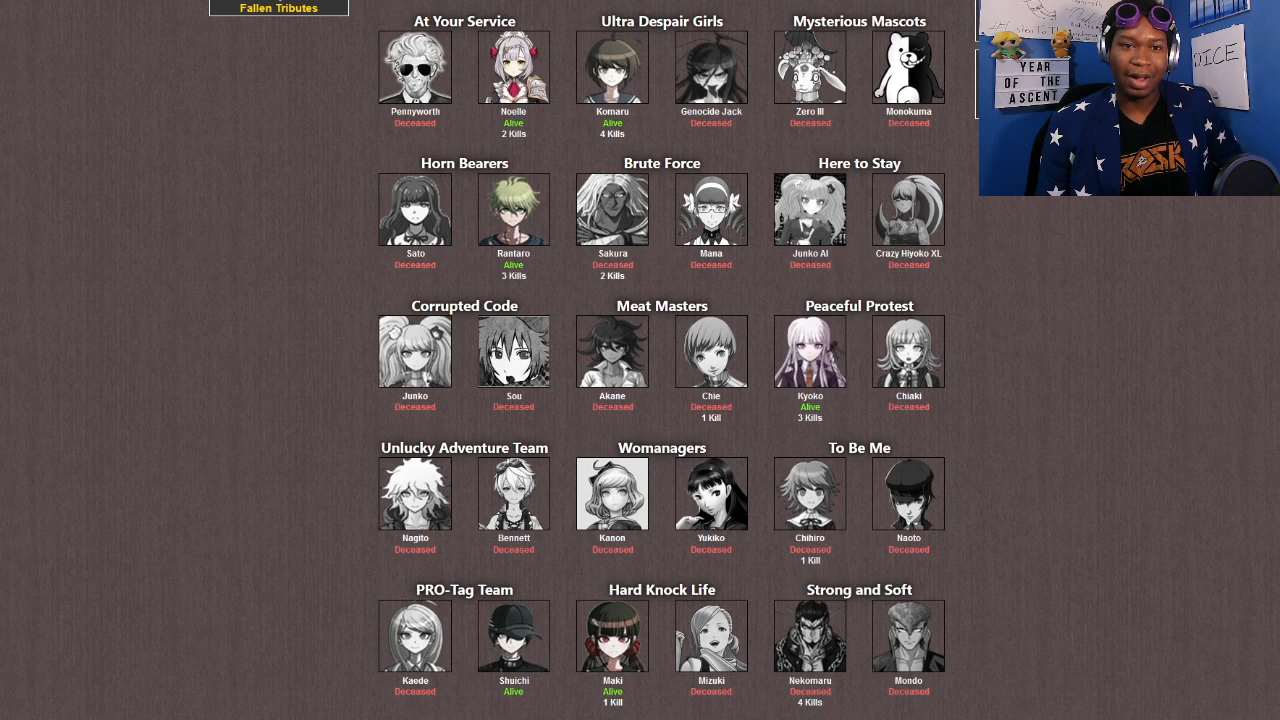 Fallen Tributes
At Your Service
Ultra Despair Girls
Mysterious Mascots
Pennyworth
Deceased
Noelle
Alive
2 Kills
Komaru
Alive
4 Kills
Genocide Jack
Deceased
Zero III
Deceased
Monokuma
Deceased
YEAR
OF THE
ASCENT
DICE
Horn Bearers
Brute Force
Here to Stay
Sato
Deceased
Rantaro
Alive
3 Kills
Sakura
Deceased
2 Kills
Mana
Deceased
Junko AI
Deceased
Crazy Hiyoko XL
Deceased
Corrupted Code
Meat Masters
Peaceful Protest
Junko
Deceased
Sou
Deceased
Akane
Deceased
Chie
Deceased
1 Kill
Kyoko
Alive
3 Kills
Chiaki
Deceased
Unlucky Adventure Team
Womanagers
To Be Me
Nagito
Deceased
Bennett
Deceased
Kanon
Deceased
Yukiko
Deceased
Chihiro
Deceased
1 Kill
Naoto
Deceased
PRO-Tag Team
Hard Knock Life
Strong and Soft
Kaede
Deceased
Shuichi
Alive
Maki
Alive
1 Kill
Mizuki
Deceased
Nekomaru
Deceased
4 Kills
Mondo
Deceased